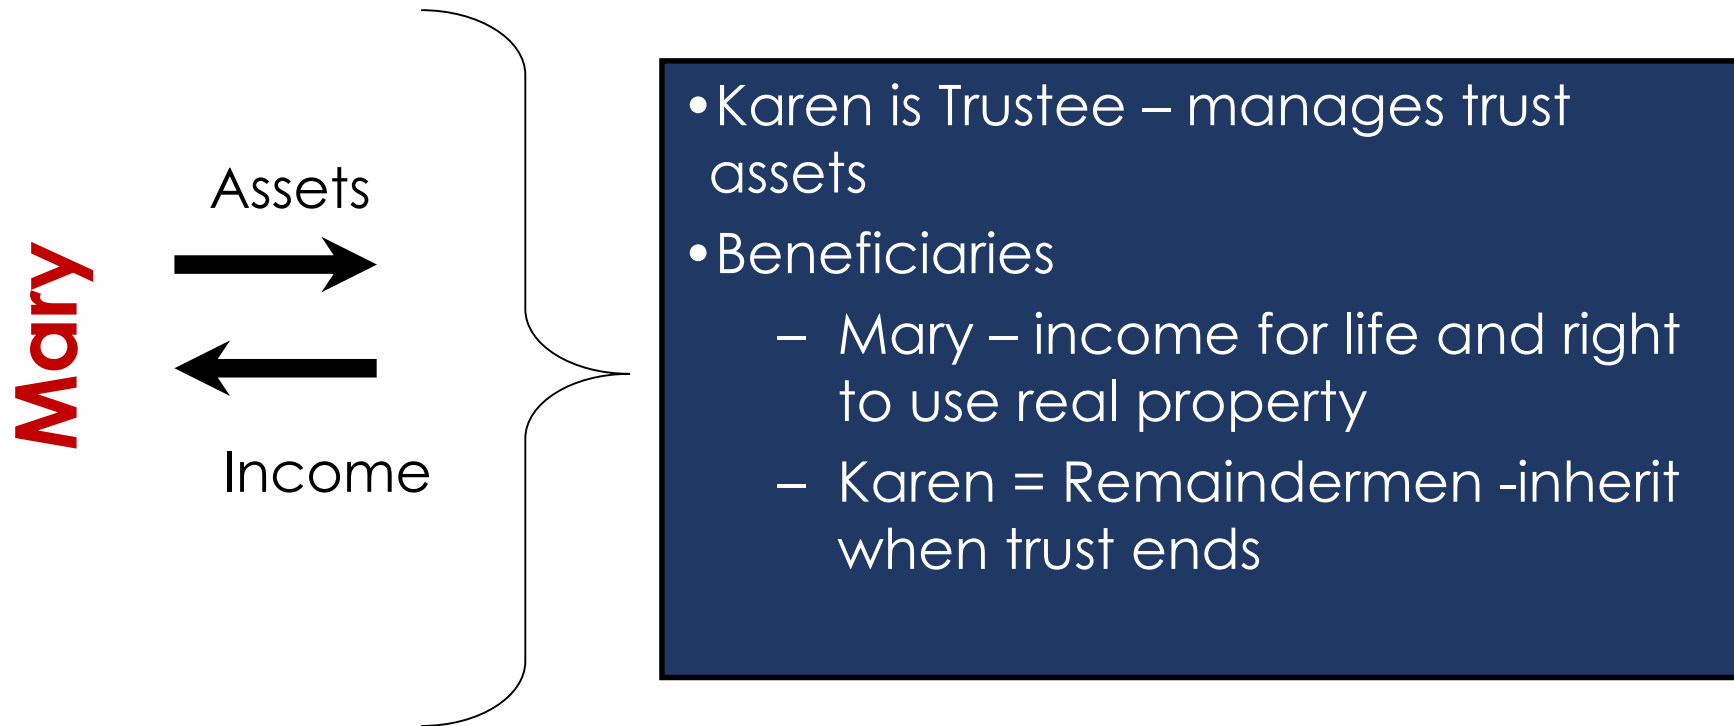 Mary
Assets
Income
•Karen is Trustee – manages trust
assets
•Beneficiaries
– Mary – income for life and right
to use real property
– Karen = Remaindermen -inherit
when trust ends